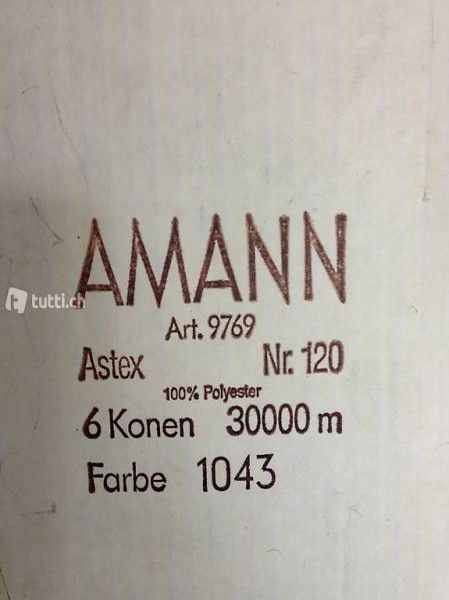 AMANN
tutti.ch
Art. 9769
Astex Nr. 120
100% Polyester
6 Konen 30000 m
Farbe 1043